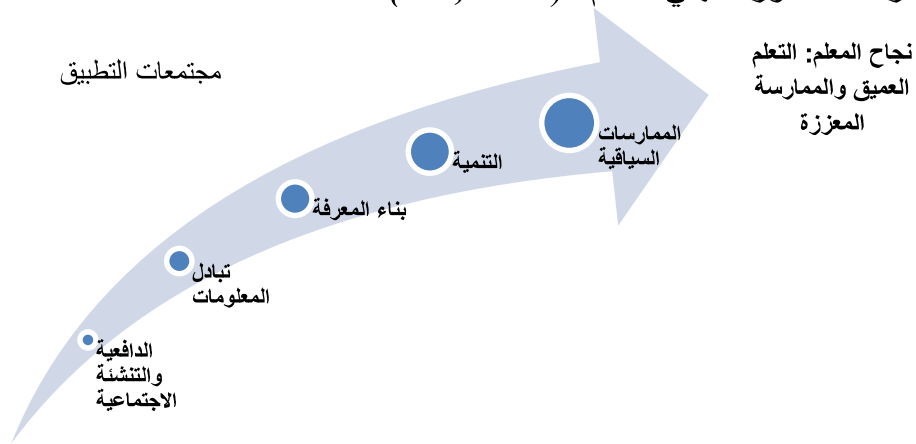 نجاح المعلم: التعلم
العميق والممارسة
المعززة
مجتمعات التطبيق
الممارسات
السياقية
التنمية
بناء المعرفة
تبادل
المعلومات
الدافعية
والتنشئة
الاجتماعية